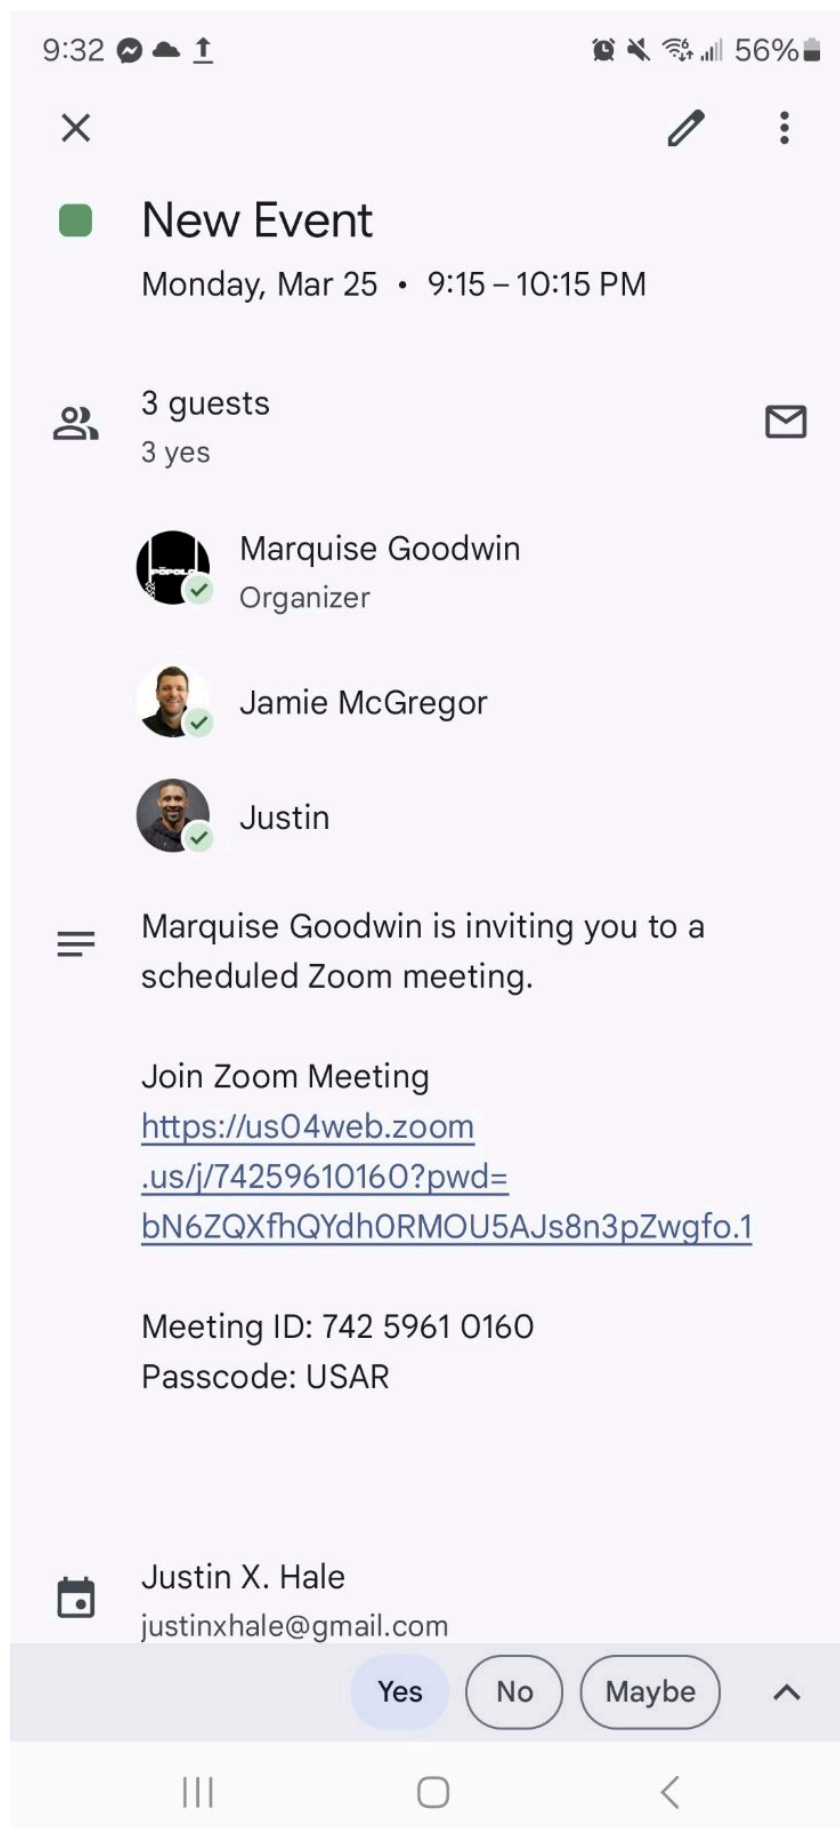 9:32
56%
New Event
Monday, Mar 25 • 9:15 – 10:15 PM
3 guests
3 yes
PŌPOLO
Marquise Goodwin
Organizer
Jamie McGregor
Justin
Marquise Goodwin is inviting you to a
scheduled Zoom meeting.
Join Zoom Meeting
https://us04web.zoom
.us/j/74259610160?pwd=
bN6ZQXfhQYdh0RMOU5AJs8n3pZwgfo.1
Meeting ID: 742 5961 0160
Passcode: USAR
Justin X. Hale
justinxhale@gmail.com
Yes
No
Maybe